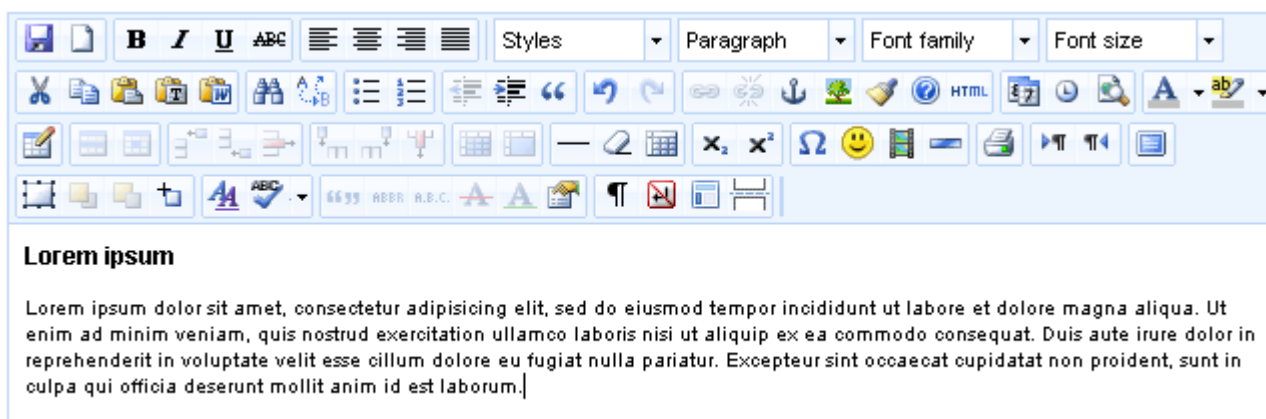 B I U ABC Styles Paragraph Font family Font size
HTML A ab
ABC ABBR A.B.C. A A
Lorem ipsum
Lorem ipsum dolor sit amet, consectetur adipisicing elit, sed do eiusmod tempor incididunt ut labore et dolore magna aliqua. Ut
enim ad minim veniam, quis nostrud exercitation ullamco laboris nisi ut aliquip ex ea commodo consequat. Duis aute irure dolor in
reprehenderit in voluptate velit esse cillum dolore eu fugiat nulla pariatur. Excepteur sint occaecat cupidatat non proident, sunt in
culpa qui officia deserunt mollit anim id est laborum.